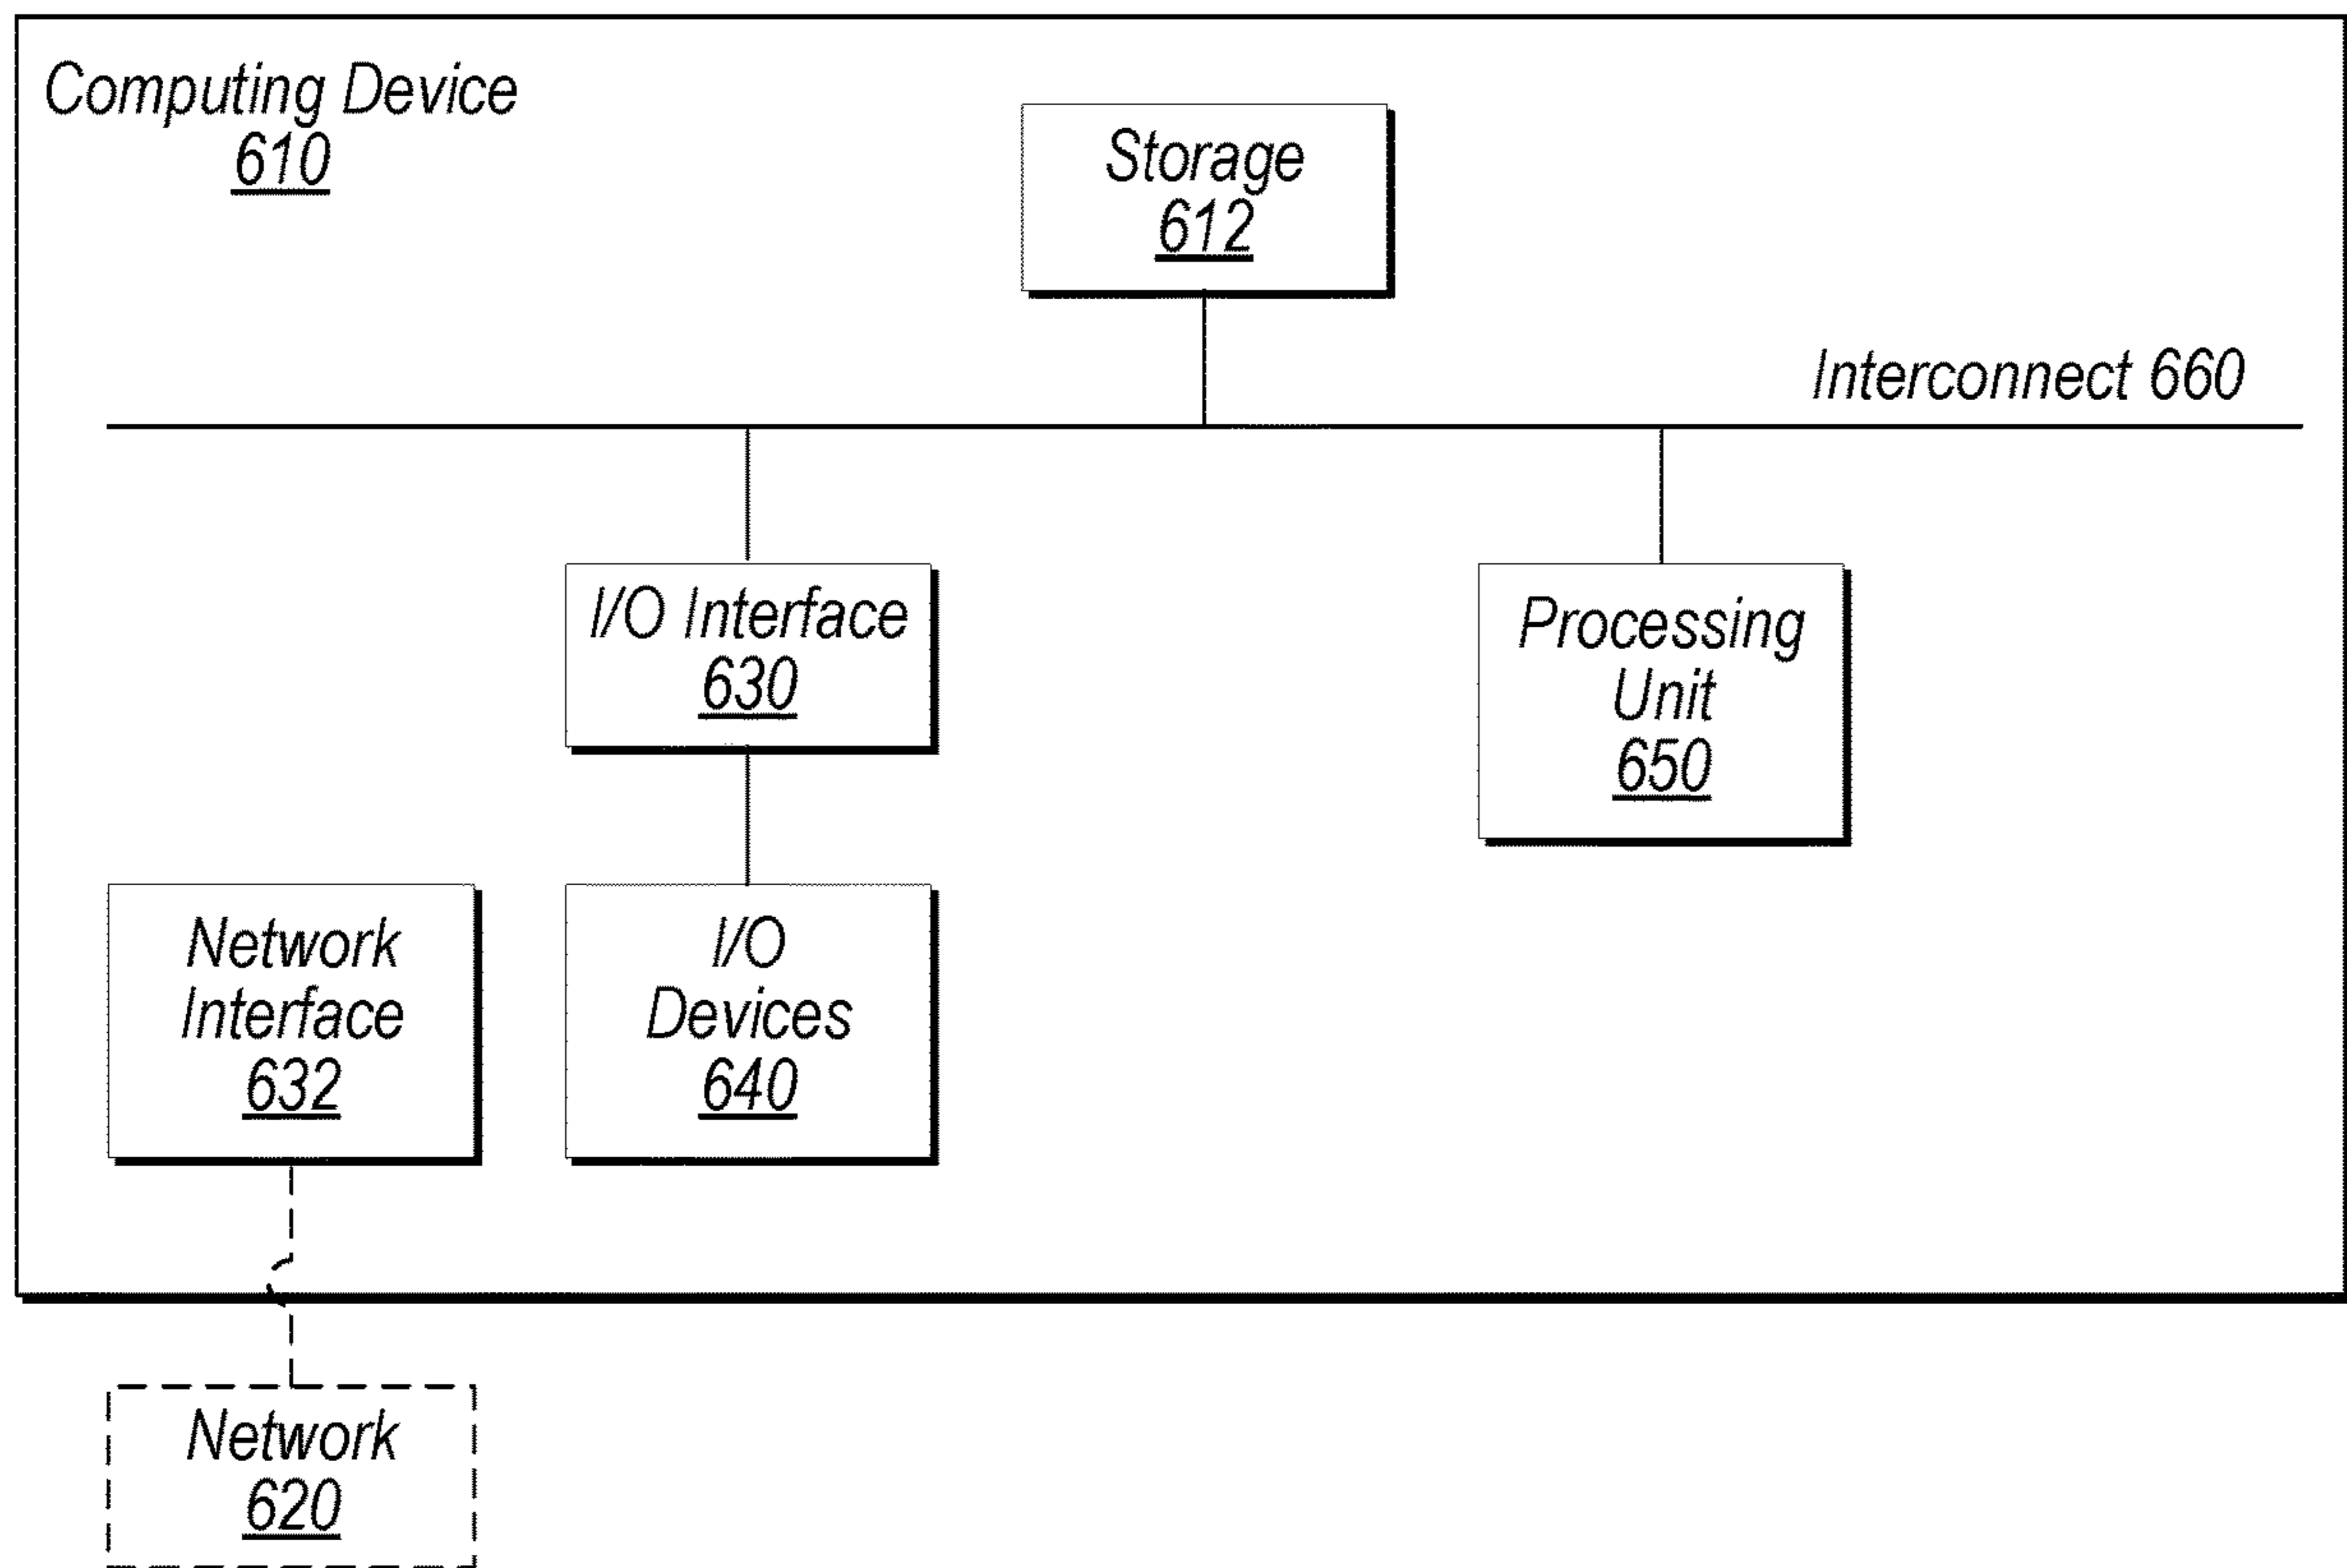 Computing Device
610
Storage
612
Interconnect 660
I/O Interface
630
Processing
Unit
650
Network
Interface
632
I/O
Devices
640
Network
620